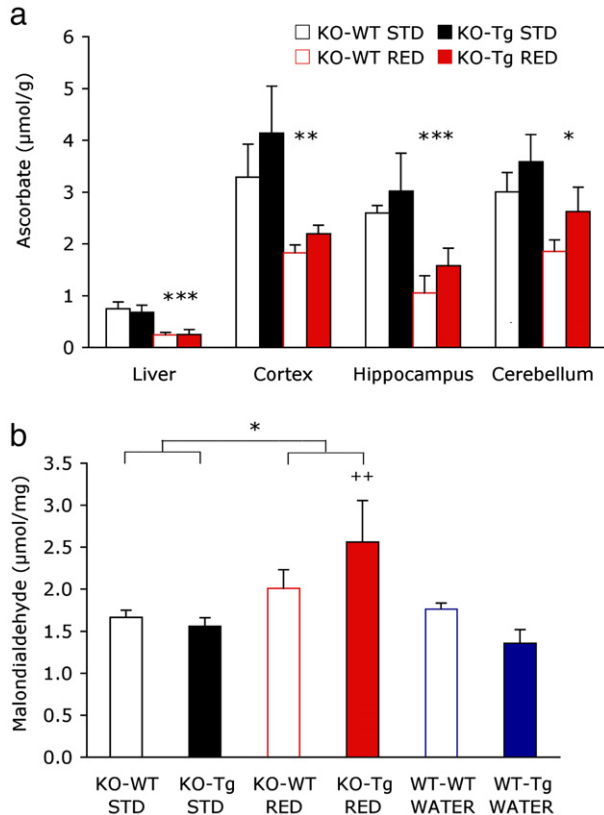 a
KO-WT STD KO-Tg STD
KO-WT RED KO-Tg RED
Ascorbate (µmol/g)
6
5
4
3
2
1
0
***
**
***
*
Liver Cortex Hippocampus Cerebellum
b
*
++
Malondialdehyde (µmol/mg)
3.5
3.0
2.5
2.0
1.5
1.0
0.5
0.0
KO-WT KO-Tg KO-WT KO-Tg WT-WT WT-Tg
STD STD RED RED WATER WATER